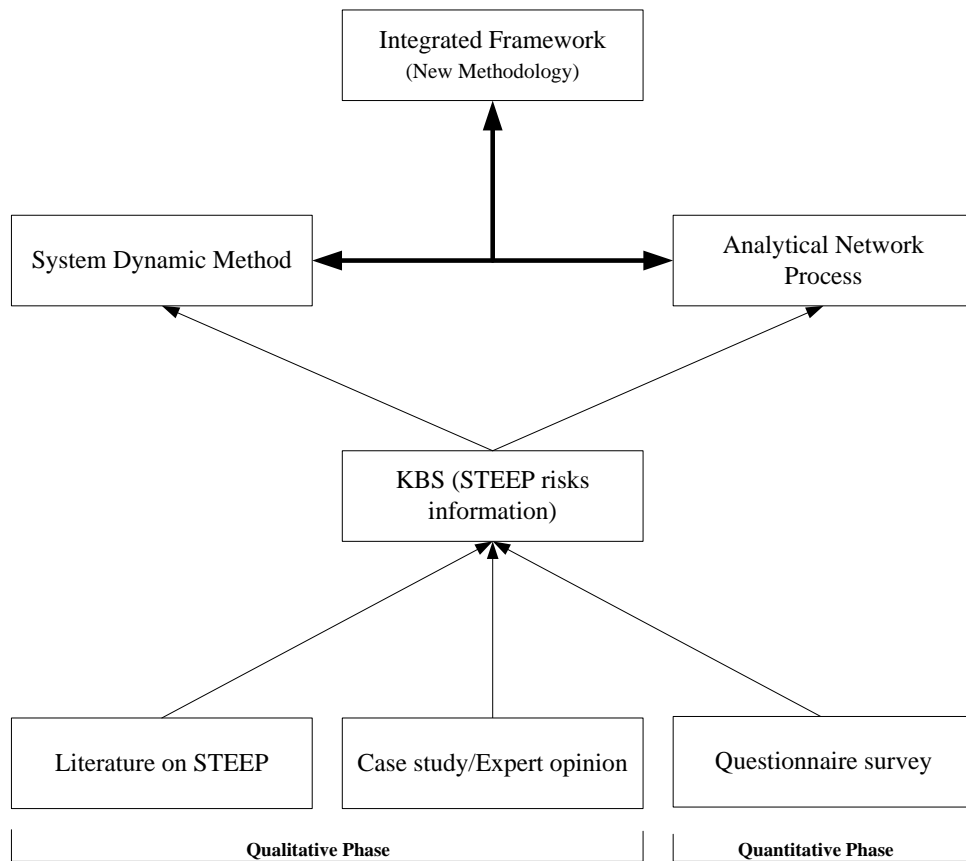 Integrated Framework
(New Methodology)
System Dynamic Method
Analytical Network
Process
KBS (STEEP risks
information)
Literature on STEEP
Case study/Expert opinion
Questionnaire survey
Qualitative Phase
Quantitative Phase